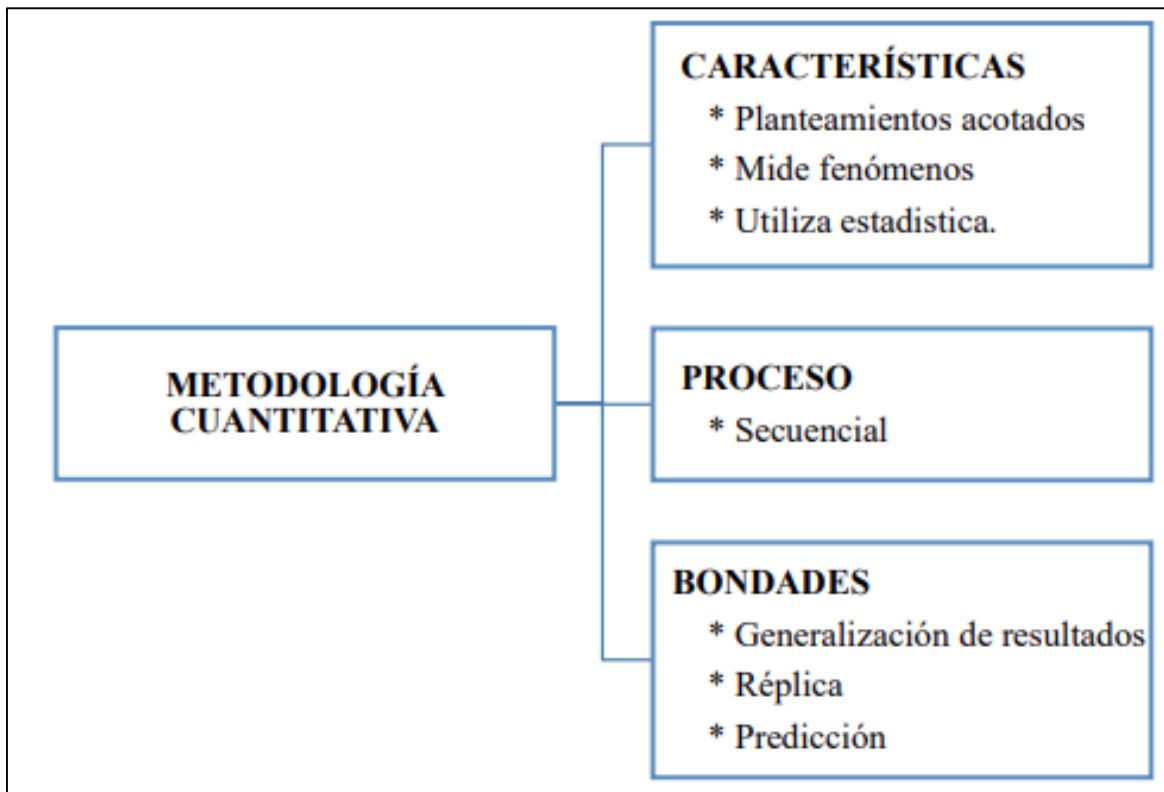 CARACTERÍSTICAS
* Planteamientos acotados
* Mide fenómenos
* Utiliza estadistica.
METODOLOGÍA
CUANTITATIVA
PROCESO
* Secuencial
BONDADES
* Generalización de resultados
* Réplica
* Predicción